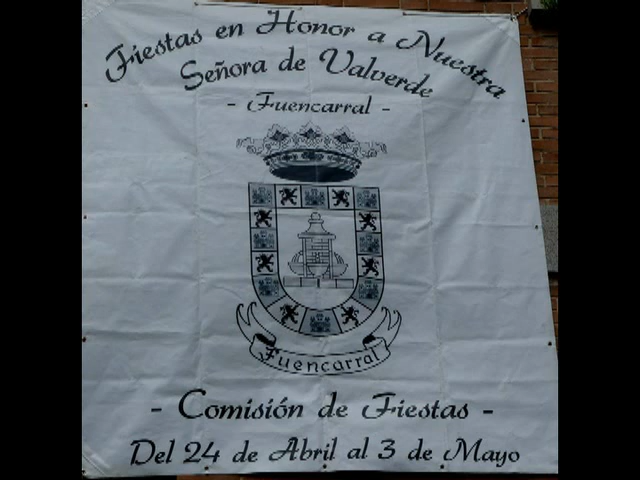 Fiestas en Honor a Nuestra
Señora de Valverde
- Fuencarral -
Fuencarral
- Comisión de Fiestas -
Del 24 de Abril al 3 de Mayo